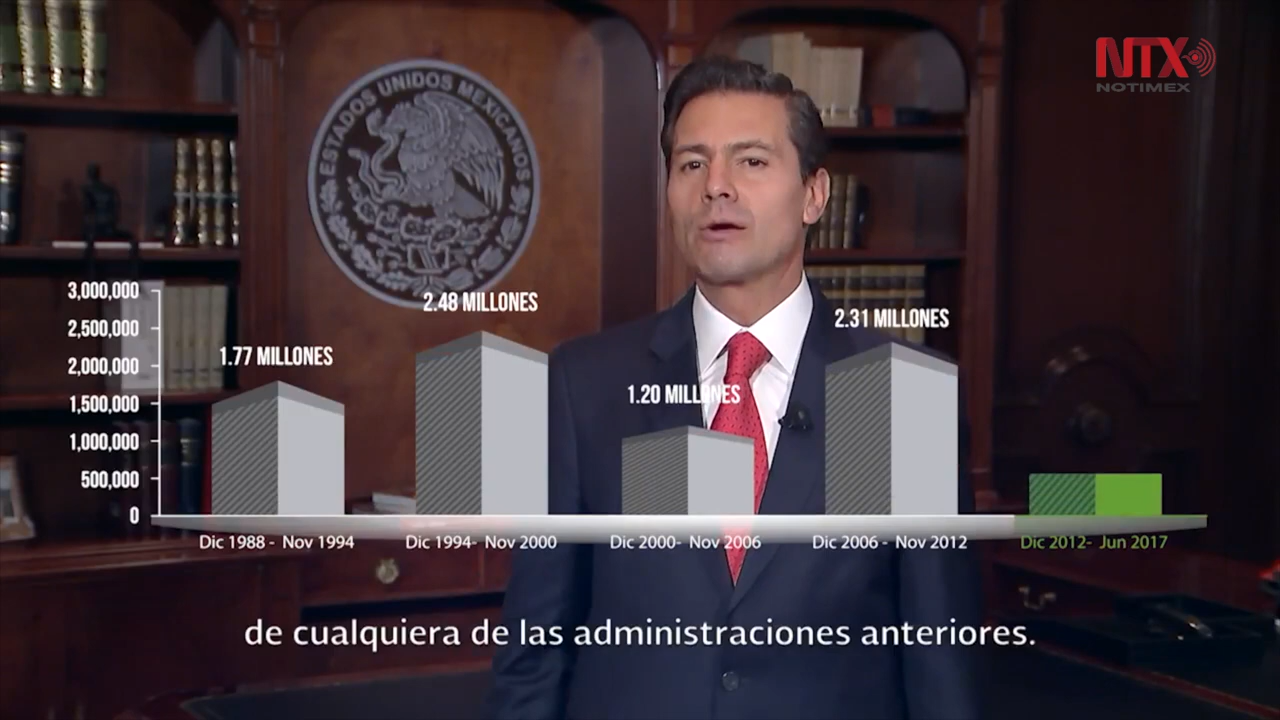 NTX
NOTIMEX
ESTADOS UNIDOS MEXICANOS
3,000,000
2,500,000
2,000,000
1,500,000
1,000,000
500,000
0
1.77 MILLONES
2.48 MILLONES
1.20 MILLONES
2.31 MILLONES
Dic 1988 - Nov 1994
Dic 1994- Nov 2000
Dic 2000- Nov 2006
Dic 2006 - Nov 2012
Dic 2012- Jun 2017
de cualquiera de las administraciones anteriores.